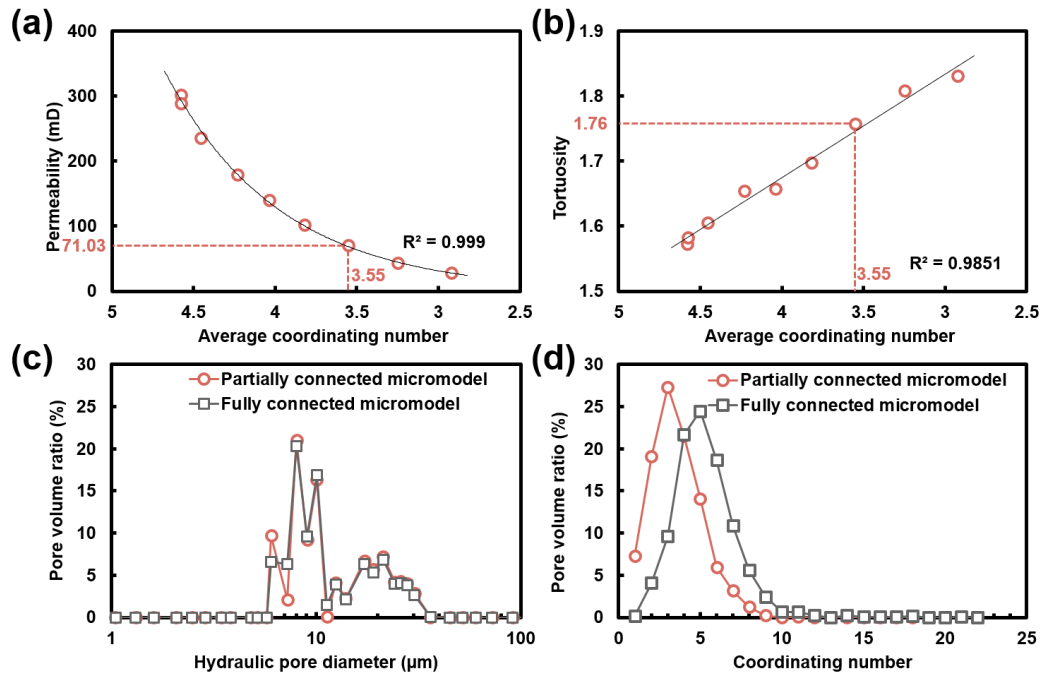 (a)
400
300
200
100
0
71.03
3.55
R² = 0.999
Permeability (mD)
5
4.5
4
3.5
3
2.5
Average coordinating number
(b)
1.9
1.8
1.7
1.6
1.5
1.76
3.55
R² = 0.9851
Tortuosity
5
4.5
4
3.5
3
2.5
Average coordinating number
(c)
30
25
20
15
10
5
0
Partially connected micromodel
Fully connected micromodel
Pore volume ratio (%)
1
10
100
Hydraulic pore diameter (μm)
(d)
30
25
20
15
10
5
0
Partially connected micromodel
Fully connected micromodel
Pore volume ratio (%)
0
5
10
15
20
25
Coordinating number